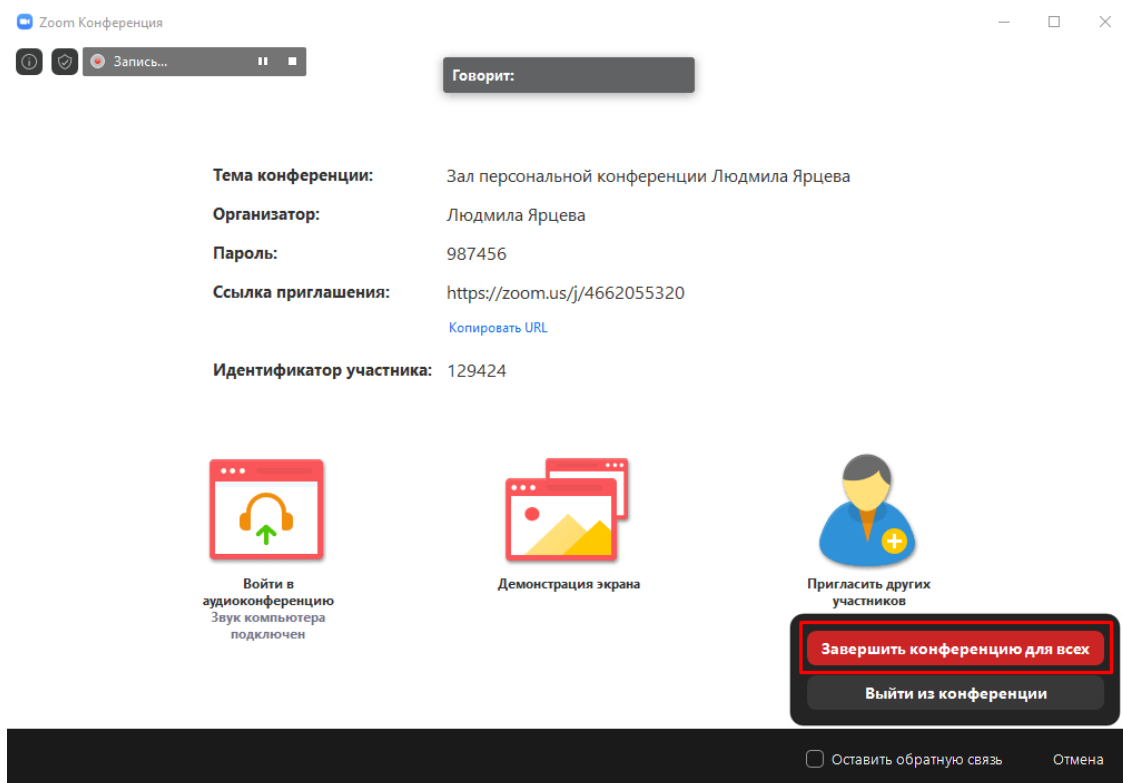 Zoom Конференция
Запись...
Говорит:
Тема конференции: Зал персональной конференции Людмила Ярцева
Организатор: Людмила Ярцева
Пароль: 987456
Ссылка приглашения: https://zoom.us/j/4662055320
Копировать URL
Идентификатор участника: 129424
Войти в
аудиоконференцию
Звук компьютера
подключен
Демонстрация экрана
Пригласить других
участников
Завершить конференцию для всех
Выйти из конференции
Оставить обратную связь Отмена